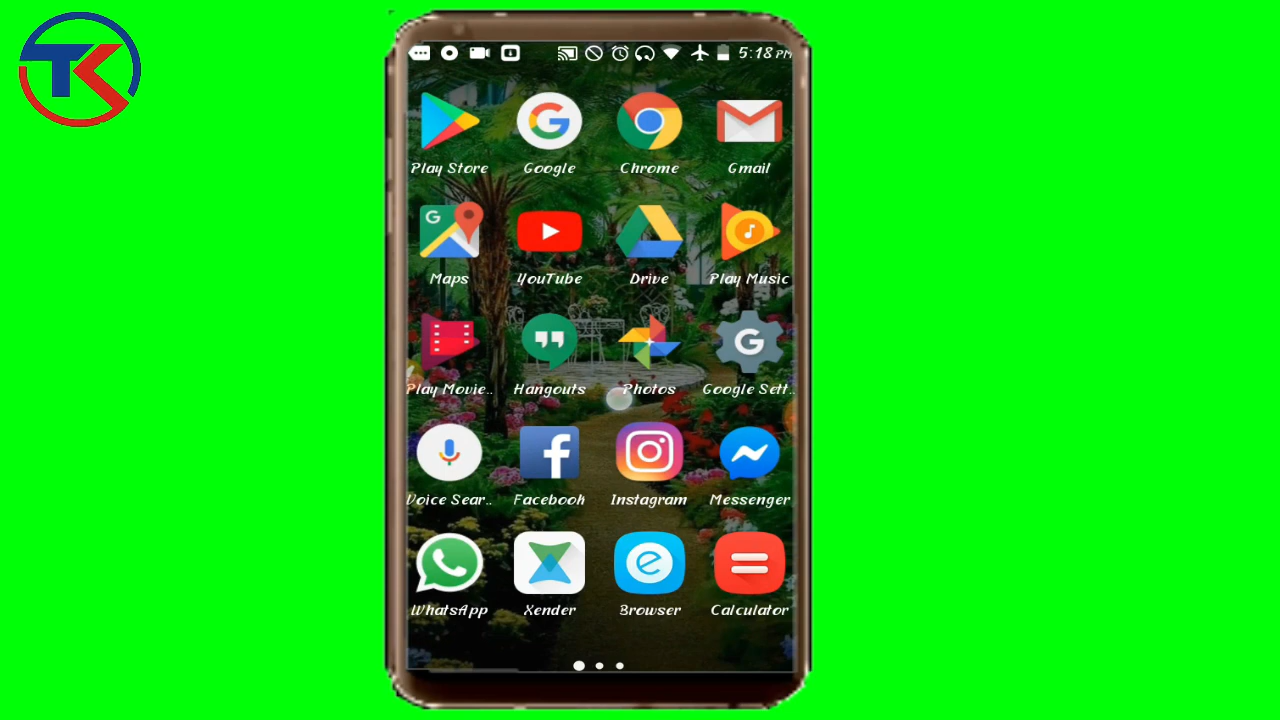 TK
5:18 PM
Play Store Google Chrome Gmail
Maps YouTube Drive Play Music
Play Movie.. Hangouts Photos Google Sett..
Voice Sear.. Facebook Instagram Messenger
WhatsApp Xender Browser Calculator